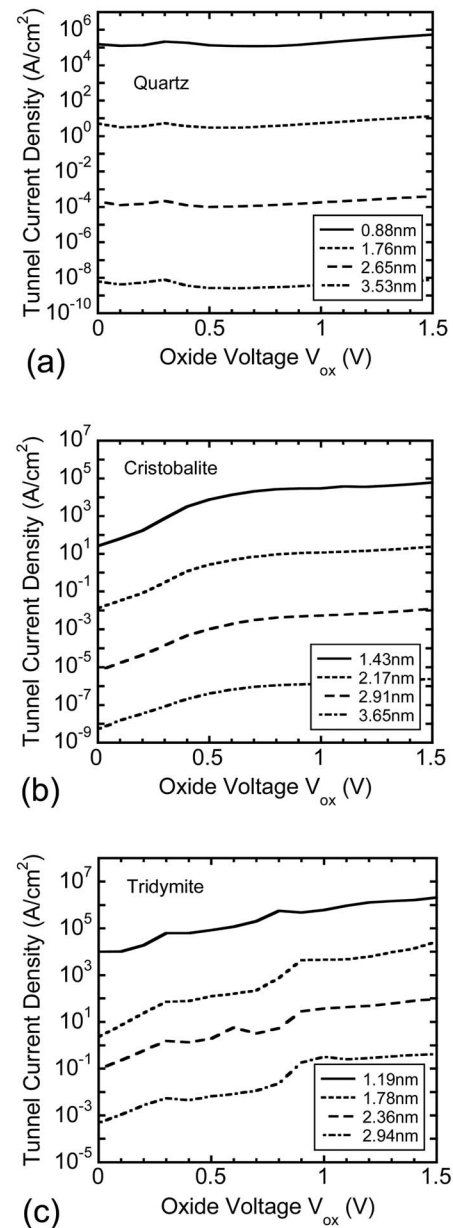 10^6
10^4
10^2
10^0
10^-2
10^-4
10^-6
10^-8
10^-10
Tunnel Current Density (A/cm^2)
Quartz
0.88nm
1.76nm
2.65nm
3.53nm
0 0.5 1 1.5
(a) Oxide Voltage V_ox (V)
10^7
10^5
10^3
10^1
10^-1
10^-3
10^-5
10^-7
10^-9
Tunnel Current Density (A/cm^2)
Cristobalite
1.43nm
2.17nm
2.91nm
3.65nm
0 0.5 1 1.5
(b) Oxide Voltage V_ox (V)
10^7
10^5
10^3
10^1
10^-1
10^-3
10^-5
Tunnel Current Density (A/cm^2)
Tridymite
1.19nm
1.78nm
2.36nm
2.94nm
0 0.5 1 1.5
(c) Oxide Voltage V_ox (V)